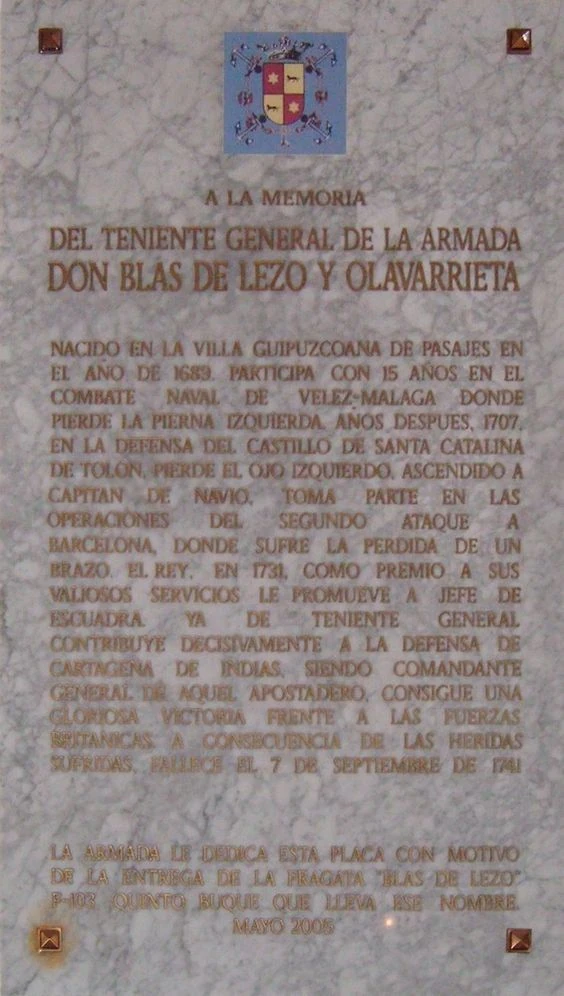 A LA MEMORIA
DEL TENIENTE GENERAL DE LA ARMADA
DON BLAS DE LEZO Y OLAVARRIETA
NACIDO EN LA VILLA GUIPUZCOANA DE PASAJES EN
EL AÑO DE 1689. PARTICIPA CON 15 AÑOS EN EL
COMBATE NAVAL DE VELEZ-MALAGA DONDE
PIERDE LA PIERNA IZQUIERDA. AÑOS DESPUES, 1707,
EN LA DEFENSA DEL CASTILLO DE SANTA CATALINA
DE TOLON, PIERDE EL OJO IZQUIERDO. ASCENDIDO A
CAPITAN DE NAVIO, TOMA PARTE EN LAS
OPERACIONES DEL SEGUNDO ATAQUE A
BARCELONA, DONDE SUFRE LA PERDIDA DE UN
BRAZO. EL REY, EN 1731, COMO PREMIO A SUS
VALIOSOS SERVICIOS LE PROMUEVE A JEFE DE
ESCUADRA. YA DE TENIENTE GENERAL
CONTRIBUYE DECISIVAMENTE A LA DEFENSA DE
CARTAGENA DE INDIAS, SIENDO COMANDANTE
GENERAL DE AQUEL APOSTADERO, CONSIGUE UNA
GLORIOSA VICTORIA FRENTE A LAS FUERZAS
BRITANICAS. A CONSECUENCIA DE LAS HERIDAS
SUFRIDAS, FALLECE EL 7 DE SEPTIEMBRE DE 1741
LA ARMADA LE DEDICA ESTA PLACA CON MOTIVO
DE LA ENTREGA DE LA FRAGATA "BLAS DE LEZO"
F-103, QUINTO BUQUE QUE LLEVA ESE NOMBRE.
MAYO 2005